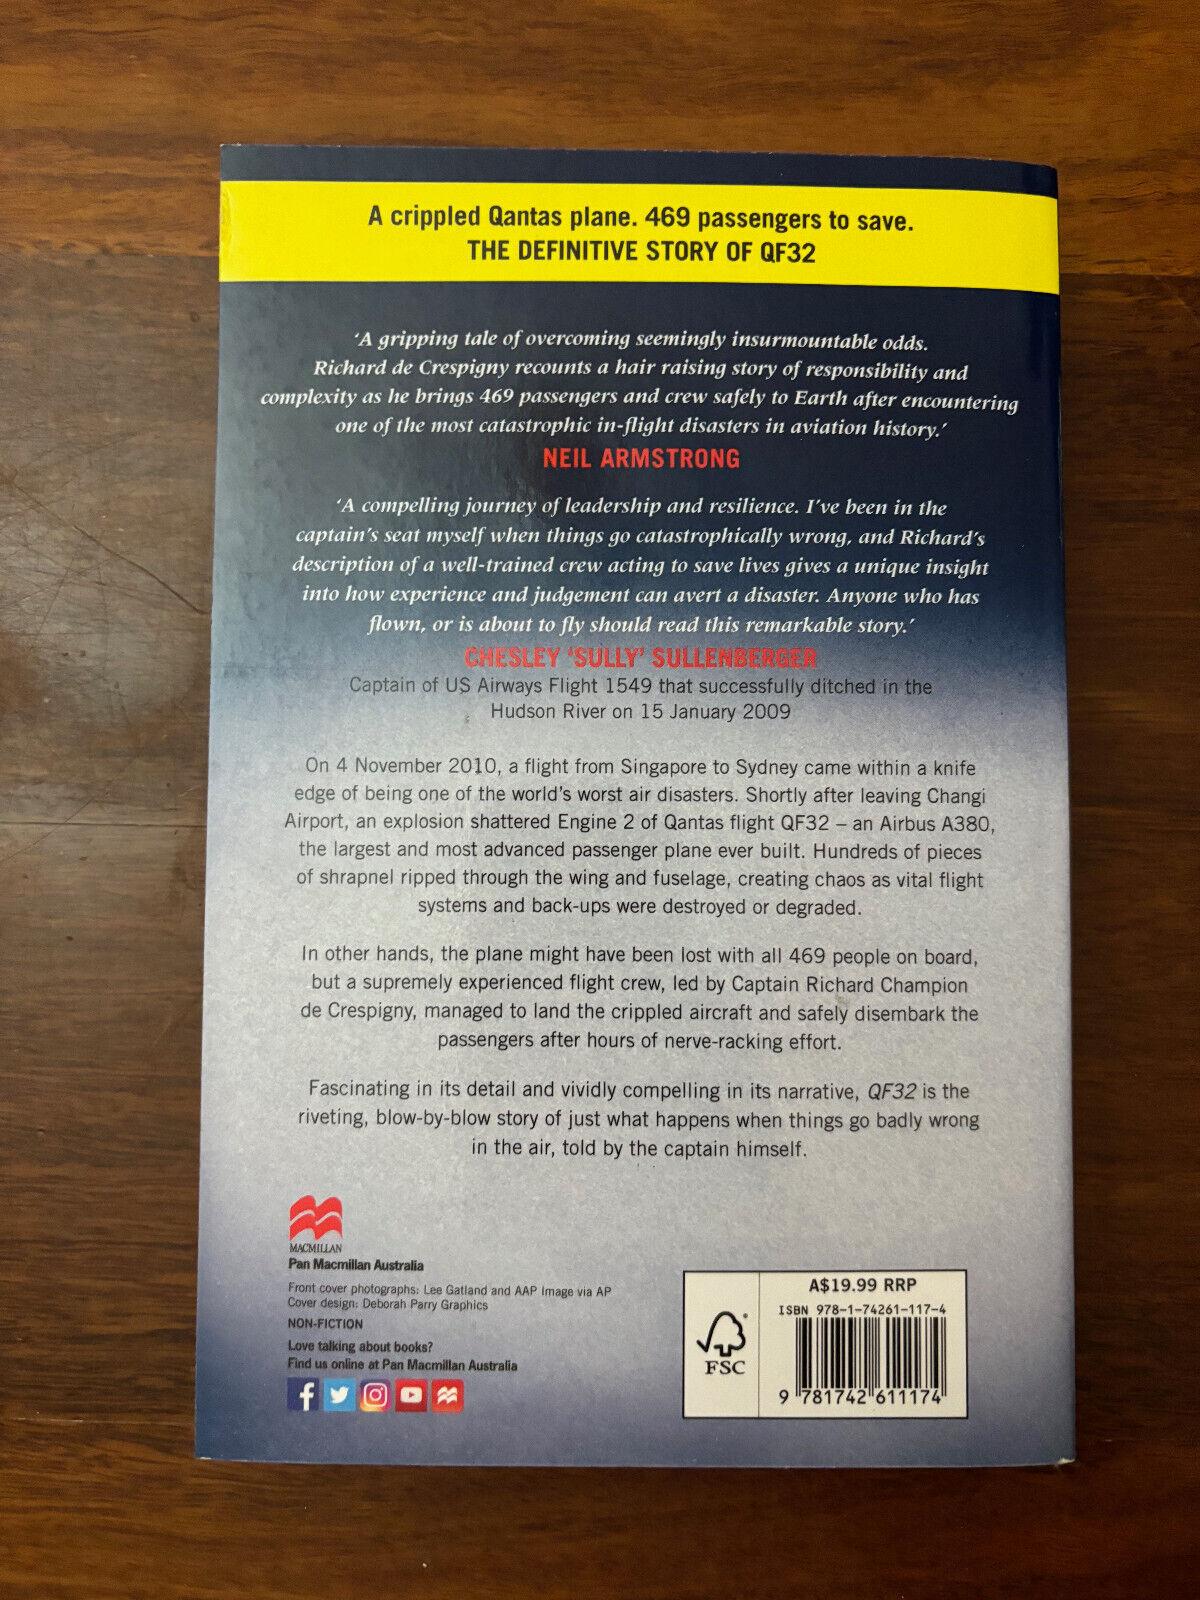 A crippled Qantas plane. 469 passengers to save.
THE DEFINITIVE STORY OF QF32
‘A gripping tale of overcoming seemingly insurmountable odds.
Richard de Crespigny recounts a hair raising story of responsibility and
complexity as he brings 469 passengers and crew safely to Earth after encountering
one of the most catastrophic in-flight disasters in aviation history.’
NEIL ARMSTRONG
‘A compelling journey of leadership and resilience. I’ve been in the
captain’s seat myself when things go catastrophically wrong, and Richard’s
description of a well-trained crew acting to save lives gives a unique insight
into how experience and judgement can avert a disaster. Anyone who has
flown, or is about to fly should read this remarkable story.’
CHESLEY ‘SULLY’ SULLENBERGER
Captain of US Airways Flight 1549 that successfully ditched in the
Hudson River on 15 January 2009
On 4 November 2010, a flight from Singapore to Sydney came within a knife
edge of being one of the world’s worst air disasters. Shortly after leaving Changi
Airport, an explosion shattered Engine 2 of Qantas flight QF32 – an Airbus A380,
the largest and most advanced passenger plane ever built. Hundreds of pieces
of shrapnel ripped through the wing and fuselage, creating chaos as vital flight
systems and back-ups were destroyed or degraded.
In other hands, the plane might have been lost with all 469 people on board,
but a supremely experienced flight crew, led by Captain Richard Champion
de Crespigny, managed to land the crippled aircraft and safely disembark the
passengers after hours of nerve-racking effort.
Fascinating in its detail and vividly compelling in its narrative, QF32 is the
riveting, blow-by-blow story of just what happens when things go badly wrong
in the air, told by the captain himself.
MACMILLAN
Pan Macmillan Australia
Front cover photographs: Lee Gatland and AAP Image via AP
Cover design: Deborah Parry Graphics
NON-FICTION
Love talking about books?
Find us online at Pan Macmillan Australia
FSC
A$19.99 RRP
ISBN 978-1-74261-117-4
9 781742 611174